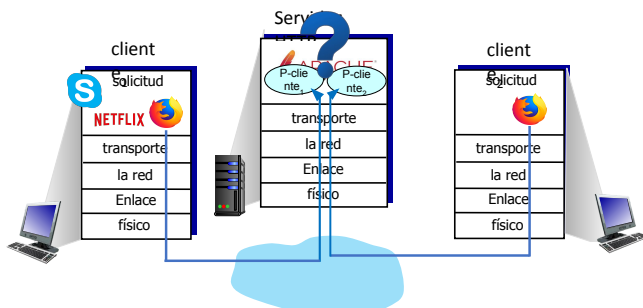 client
e1
solicitud
S
NETFLIX
transporte
la red
Enlace
físico
Servidor
?
APACHE
P-clie
nte1
P-clie
nte2
transporte
la red
Enlace
físico
client
e2
solicitud
transporte
la red
Enlace
físico